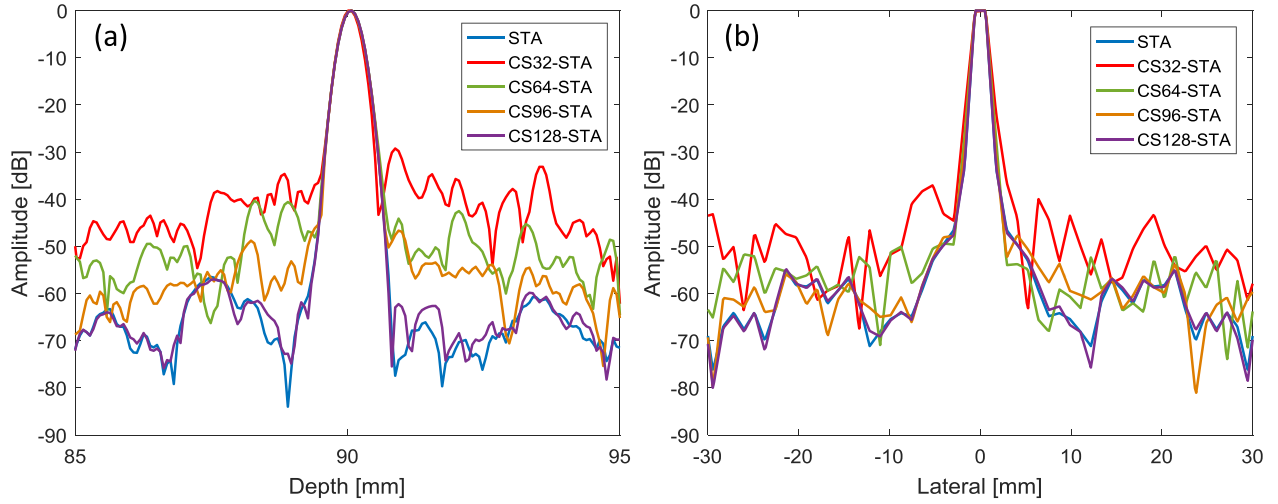 (a)
STA
CS32-STA
CS64-STA
CS96-STA
CS128-STA
0
-10
-20
-30
-40
-50
-60
-70
-80
-90
Amplitude [dB]
85
90
95
Depth [mm]
(b)
STA
CS32-STA
CS64-STA
CS96-STA
CS128-STA
0
-10
-20
-30
-40
-50
-60
-70
-80
-90
Amplitude [dB]
-30
-20
-10
0
10
20
30
Lateral [mm]